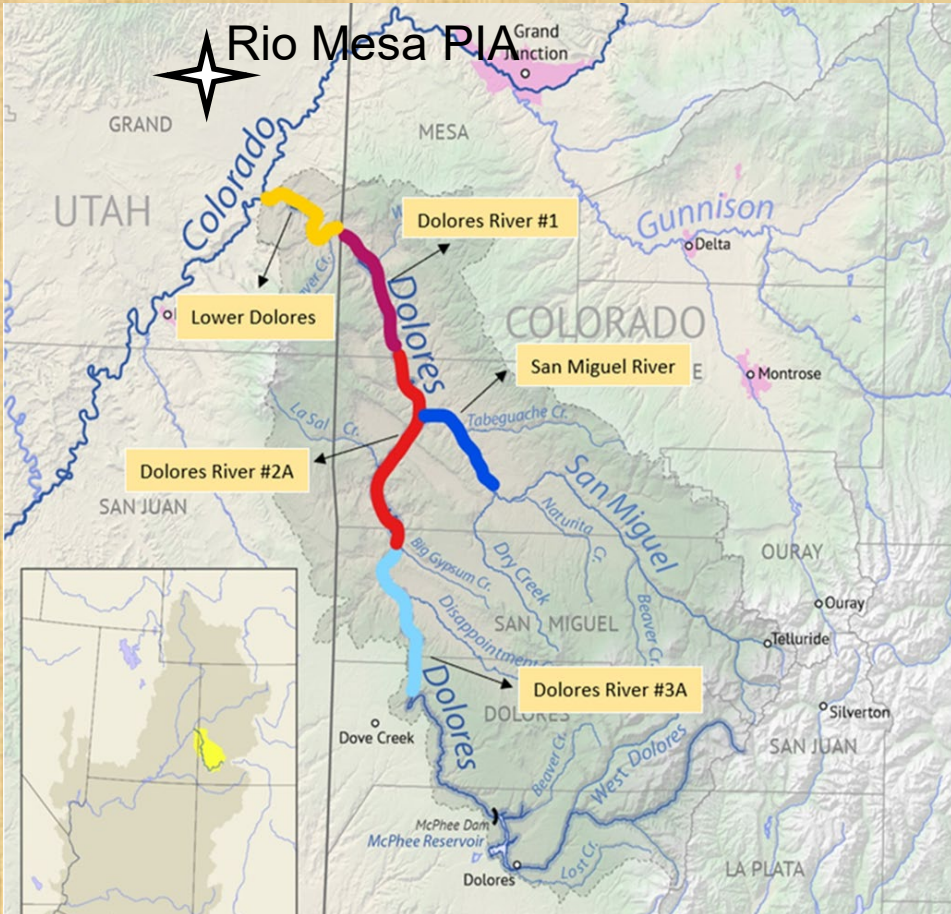 Rio Mesa PIA
Grand
Junction
GRAND
MESA
Colorado
UTAH
Gunnison
Delta
Dolores River #1
Lower Dolores
Dolores
COLORADO
San Miguel River
Montrose
La Sal Cr.
Tabeguache Cr.
Dolores River #2A
SAN JUAN
San Miguel
Naturita Cr.
OURAY
Big Gypsum Cr.
Dry Creek
Ouray
Disappointment
SAN MIGUEL
Beaver Cr.
Telluride
Dolores River #3A
Dolores
DOLORES
Silverton
Dove Creek
SAN JUAN
Beaver Cr.
West Dolores
McPhee Dam
McPhee Reservoir
Lost Cr.
LA PLATA
Dolores